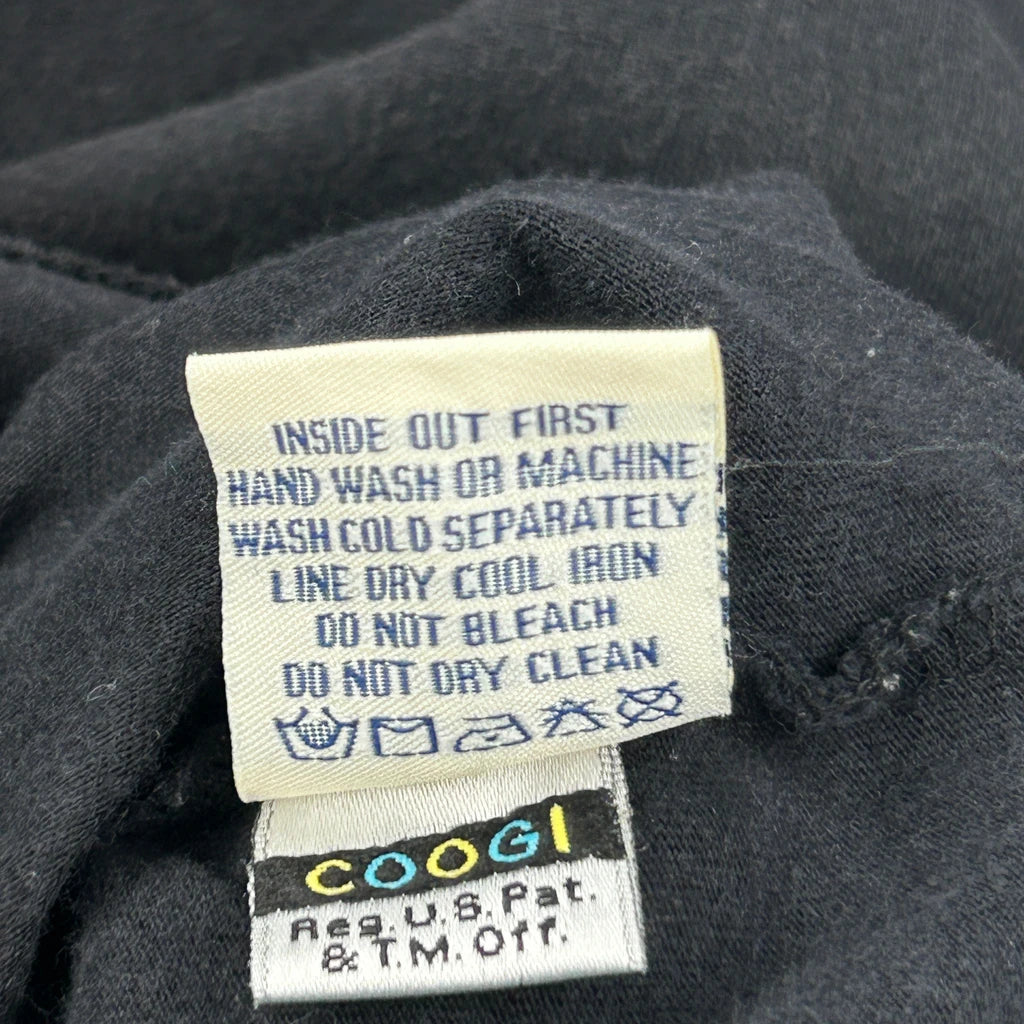 INSIDE OUT FIRST
HAND WASH OR MACHINE
WASH COLD SEPARATELY
LINE DRY COOL IRON
DO NOT BLEACH
DO NOT DRY CLEAN
COOGI
Reg. U.S. Pat.
& T.M. Off.